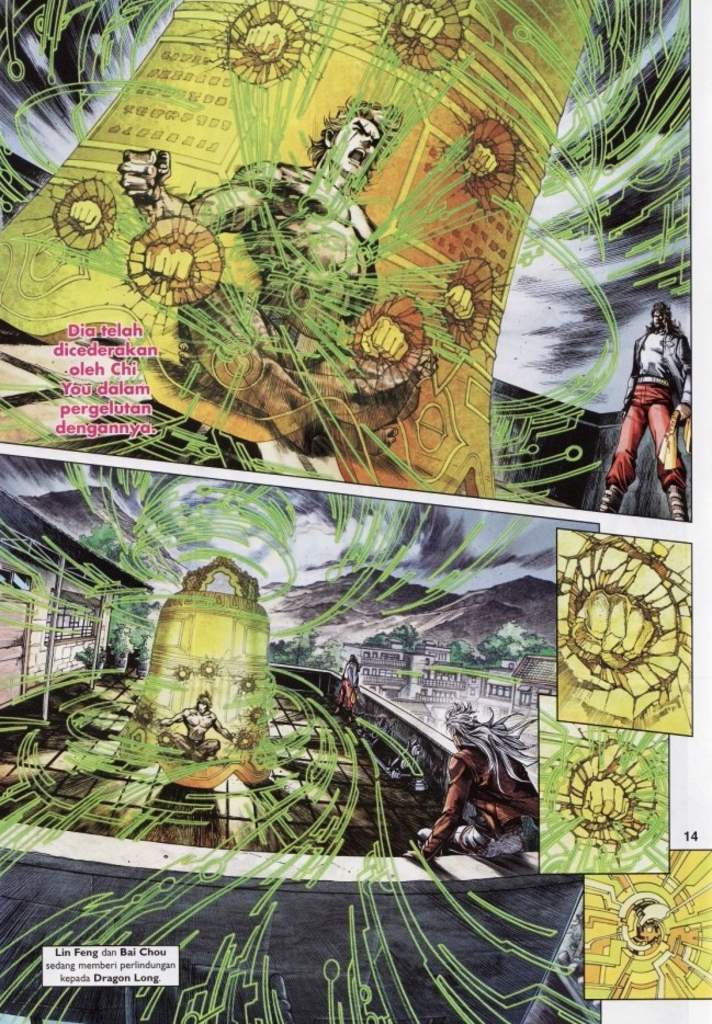 Dia telah
dicederakan
oleh Chi
You dalam
pergelutan
dengannya.
14
Lin Feng dan Bai Chou
sedang memberi perlindungan
kepada Dragon Long.